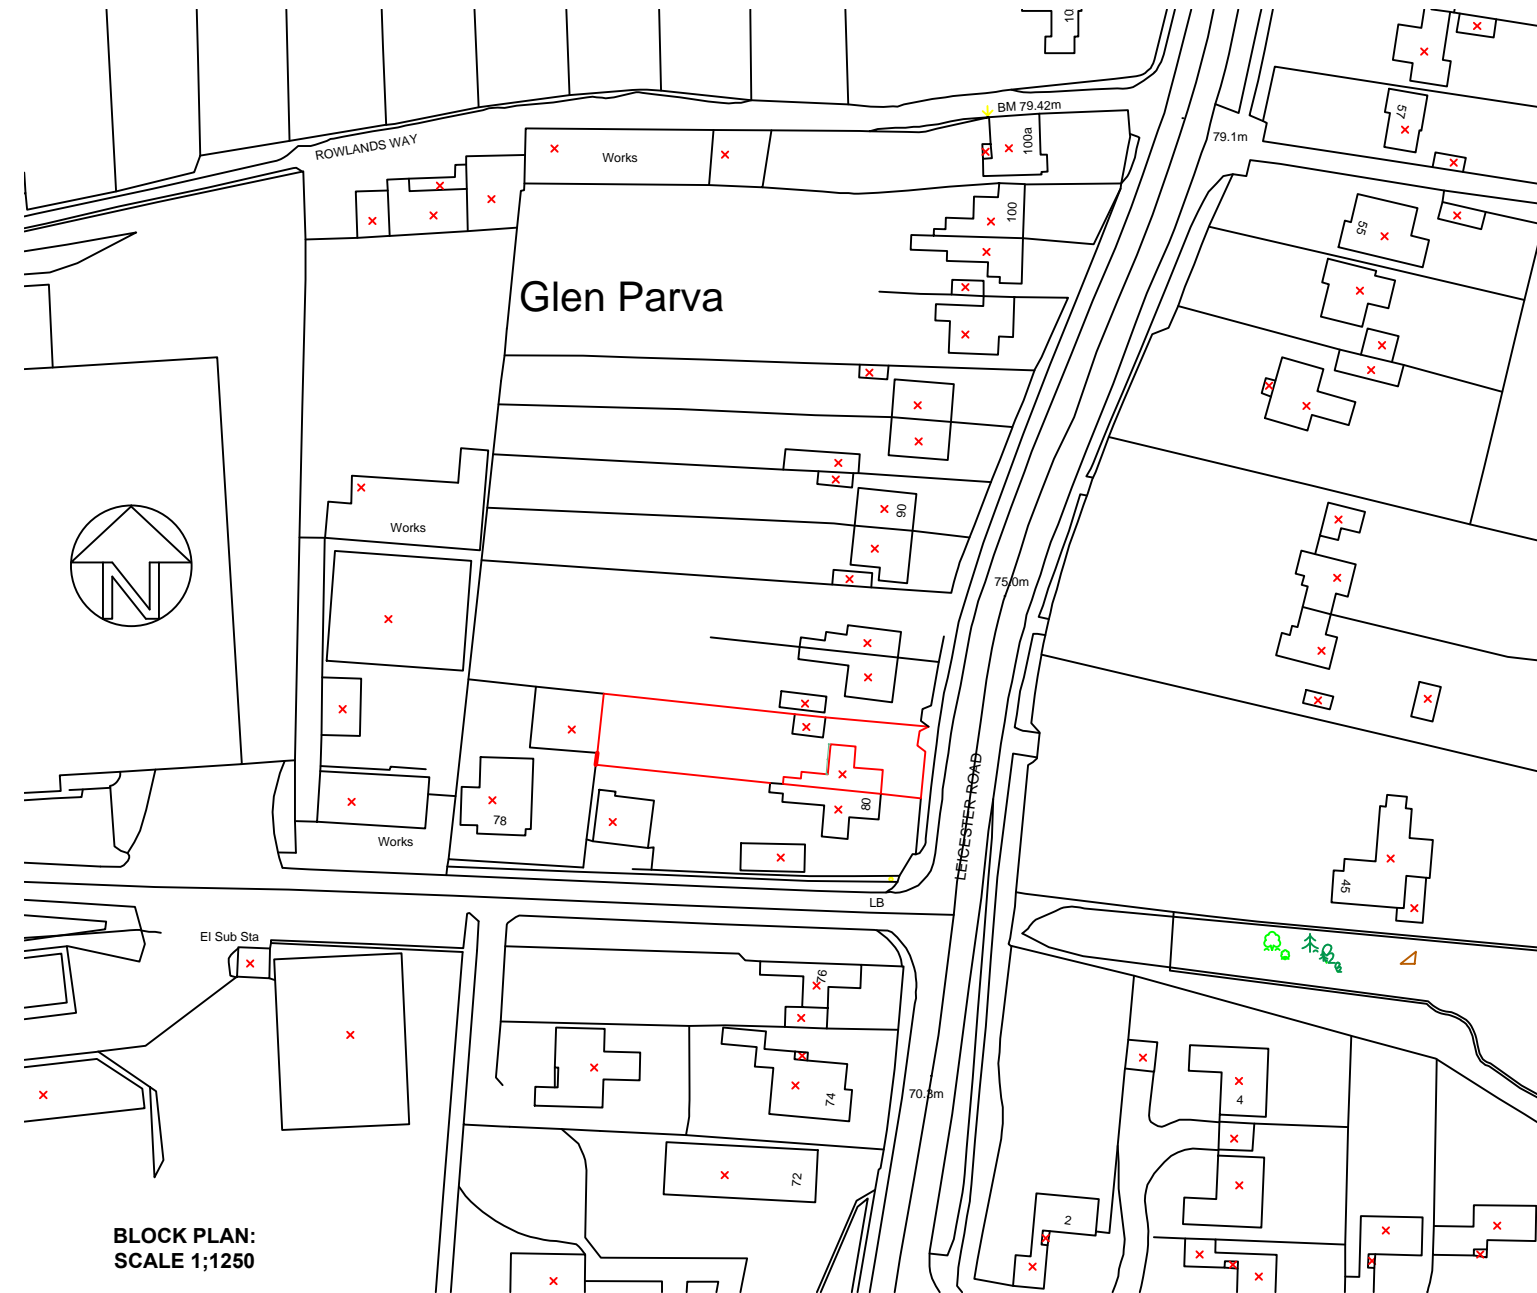 10
BM 79.42m
57
79.1m
ROWLANDS WAY
Works
100a
100
55
Glen Parva
90
Works
75.0m
N
LEICESTER ROAD
80
78
Works
45
LB
El Sub Sta
76
74
70.3m
4
72
2
BLOCK PLAN:
SCALE 1;1250